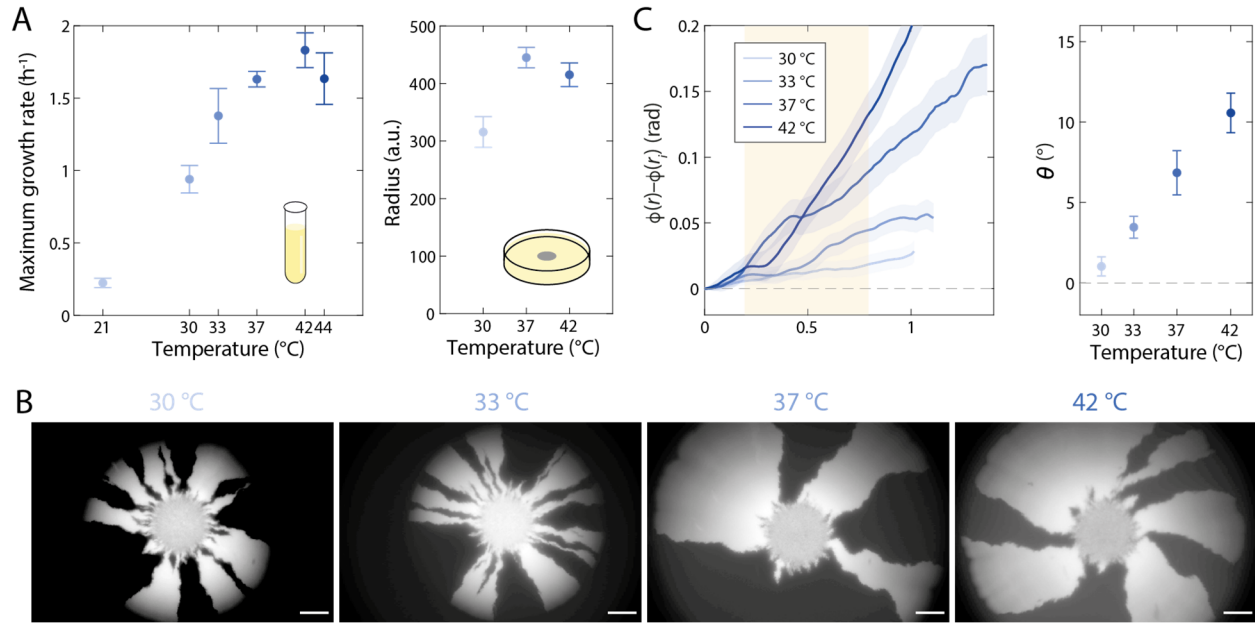 A
Maximum growth rate (h⁻¹)
2
1.5
1
0.5
0
21
30
33
37
42
44
Temperature (°C)
Radius (a.u.)
500
400
300
200
100
0
30
37
42
Temperature (°C)
C
ϕ(r)–ϕ(rᵢ) (rad)
0.2
0.15
0.1
0.05
0
30 °C
33 °C
37 °C
42 °C
0
0.5
1
θ (°)
15
10
5
0
30
33
37
42
Temperature (°C)
B
30 °C
33 °C
37 °C
42 °C